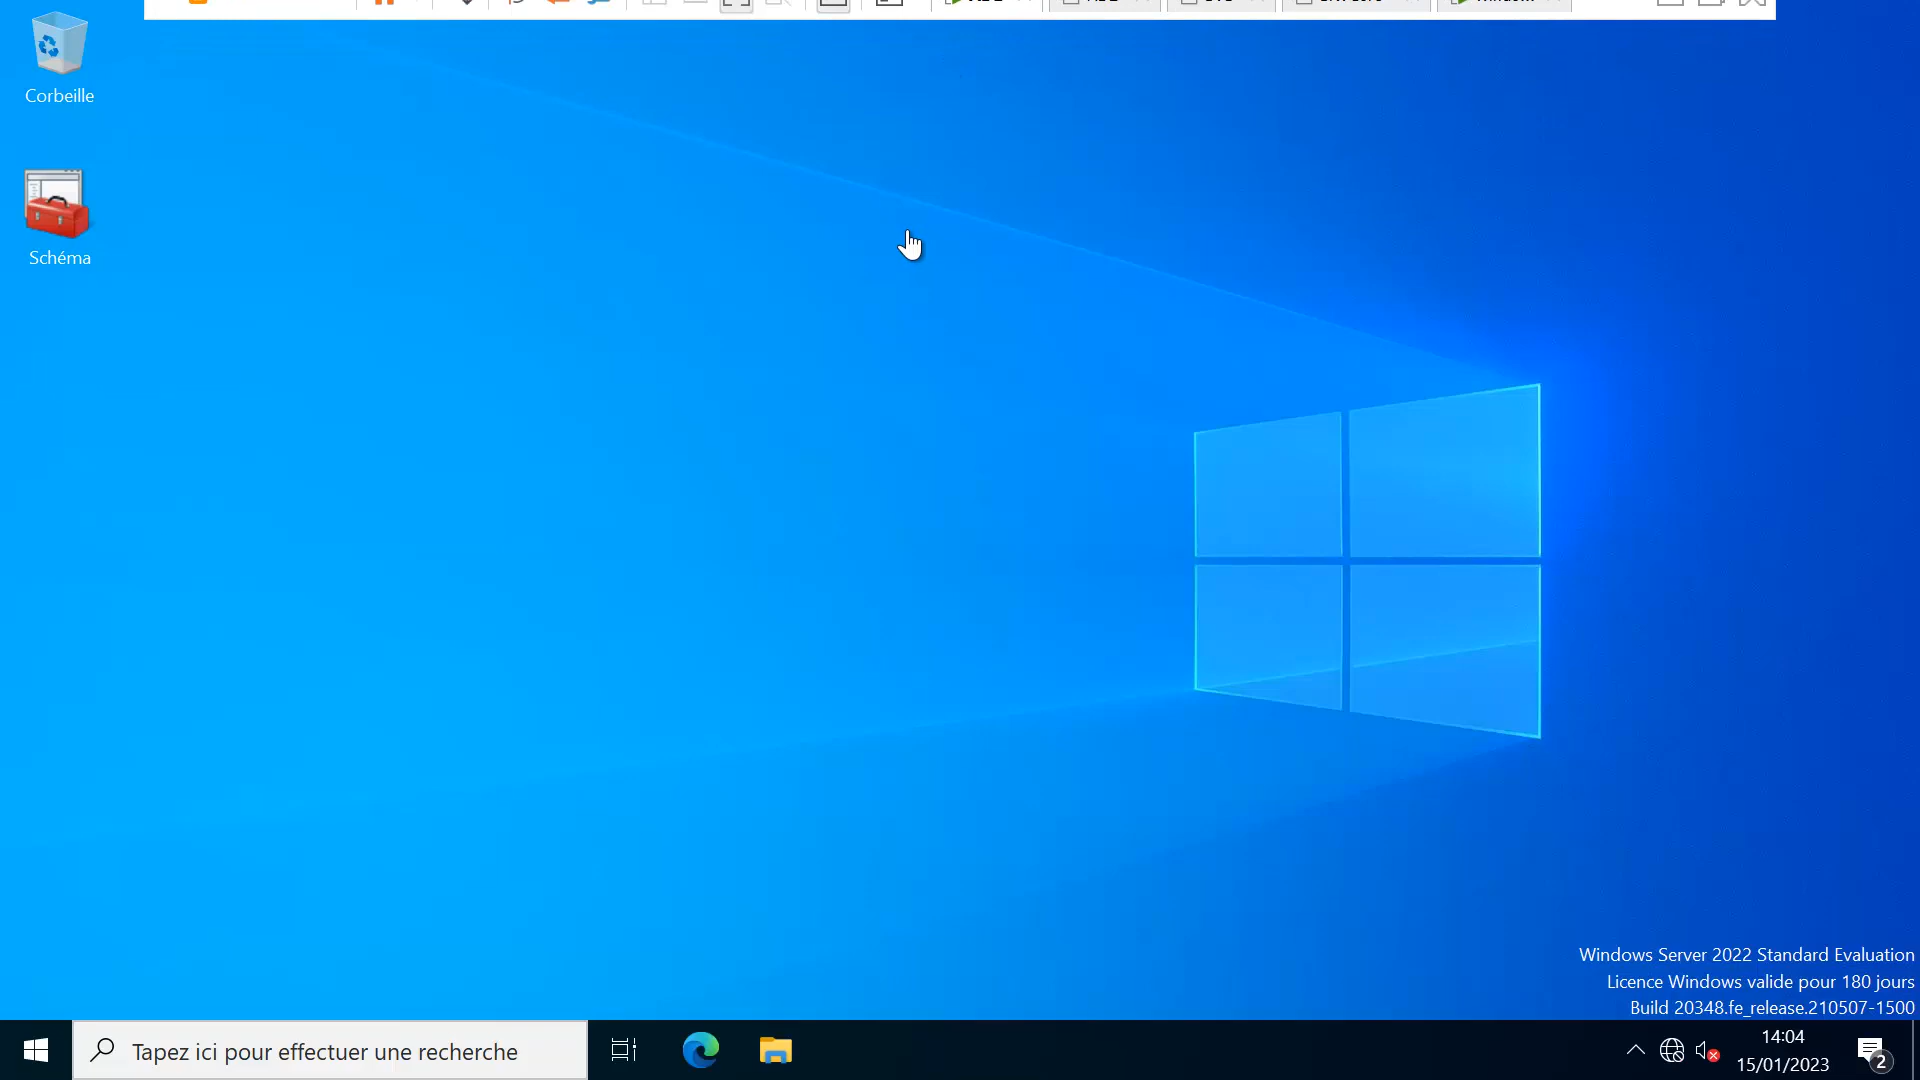 Corbeille
Schéma
Windows Server 2022 Standard Evaluation
Licence Windows valide pour 180 jours
Build 20348.fe_release.210507-1500
Tapez ici pour effectuer une recherche
14:04
15/01/2023
2